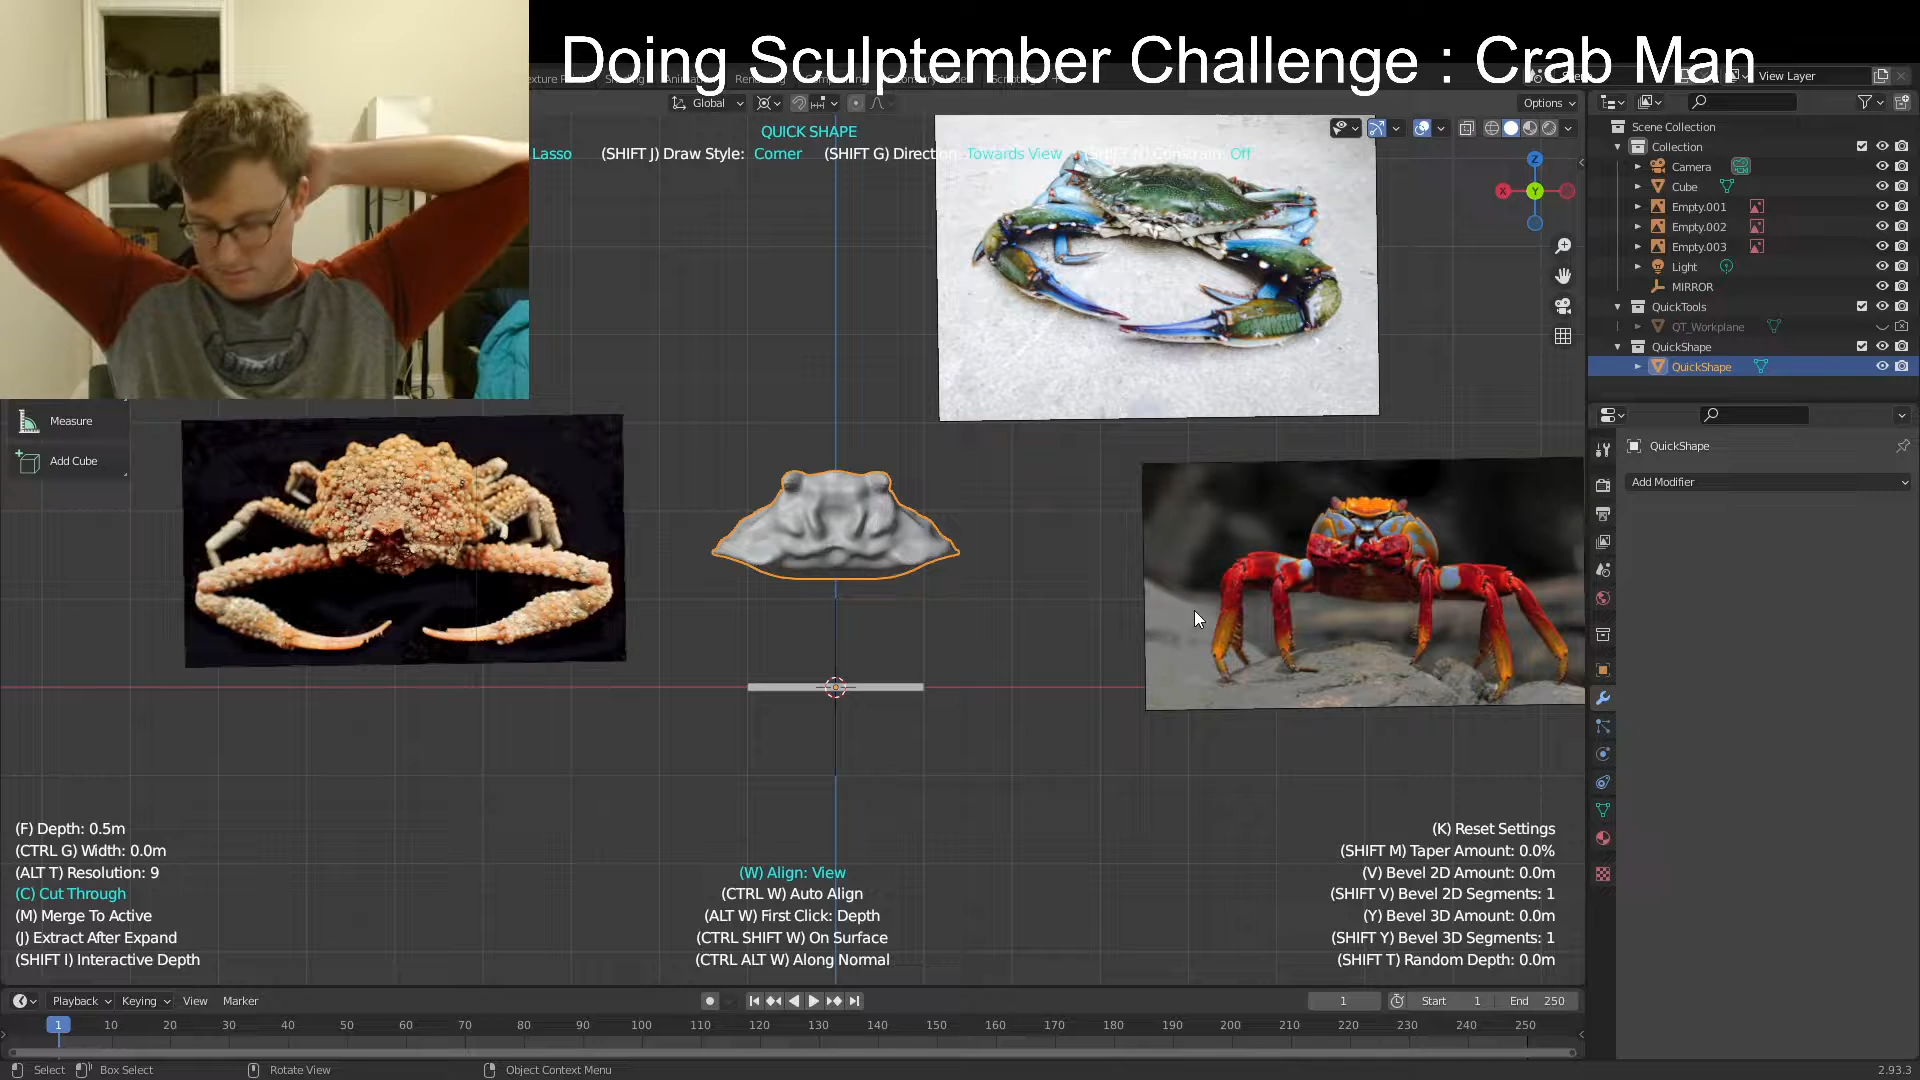 Doing Sculptember Challenge : Crab Man
View Layer
Global
Options
QUICK SHAPE
Lasso (SHIFT J) Draw Style: Corner (SHIFT G) Direction Towards View (SHIFT N) Constrain: Off
Scene Collection
Collection
Camera
Cube
Empty.001
Empty.002
Empty.003
Light
MIRROR
QuickTools
QT_Workplane
QuickShape
QuickShape
QuickShape
Add Modifier
X
Y
Z
Measure
Add Cube
(F) Depth: 0.5m
(CTRL G) Width: 0.0m
(ALT T) Resolution: 9
(C) Cut Through
(M) Merge To Active
(J) Extract After Expand
(SHIFT I) Interactive Depth
(W) Align: View
(CTRL W) Auto Align
(ALT W) First Click: Depth
(CTRL SHIFT W) On Surface
(CTRL ALT W) Along Normal
(K) Reset Settings
(SHIFT M) Taper Amount: 0.0%
(V) Bevel 2D Amount: 0.0m
(SHIFT V) Bevel 2D Segments: 1
(Y) Bevel 3D Amount: 0.0m
(SHIFT Y) Bevel 3D Segments: 1
(SHIFT T) Random Depth: 0.0m
Playback Keying View Marker 1 Start 1 End 250
1 10 20 30 40 50 60 70 80 90 100 110 120 130 140 150 160 170 180 190 200 210 220 230 240 250
Select Box Select Rotate View Object Context Menu 2.93.3